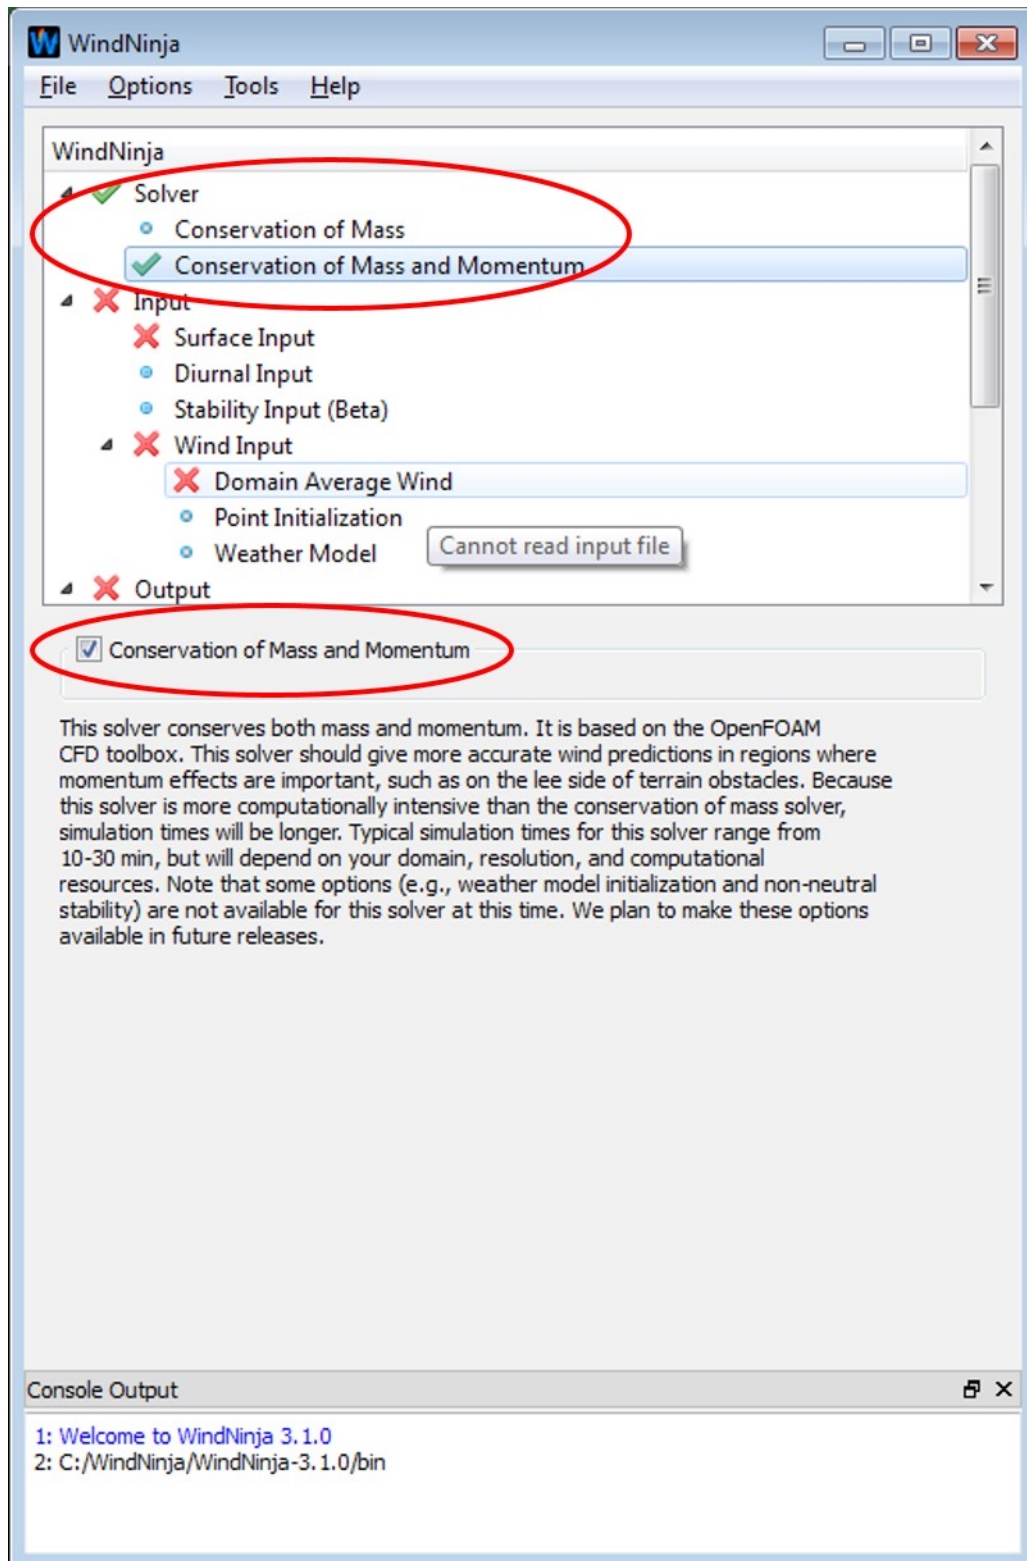 WindNinja
File Options Tools Help
WindNinja
Solver
Conservation of Mass
Conservation of Mass and Momentum
Input
Surface Input
Diurnal Input
Stability Input (Beta)
Wind Input
Domain Average Wind
Point Initialization
Weather Model
Cannot read input file
Output
Conservation of Mass and Momentum
This solver conserves both mass and momentum. It is based on the OpenFOAM
CFD toolbox. This solver should give more accurate wind predictions in regions where
momentum effects are important, such as on the lee side of terrain obstacles. Because
this solver is more computationally intensive than the conservation of mass solver,
simulation times will be longer. Typical simulation times for this solver range from
10-30 min, but will depend on your domain, resolution, and computational
resources. Note that some options (e.g., weather model initialization and non-neutral
stability) are not available for this solver at this time. We plan to make these options
available in future releases.
Console Output
1: Welcome to WindNinja 3.1.0
2: C:/WindNinja/WindNinja-3.1.0/bin